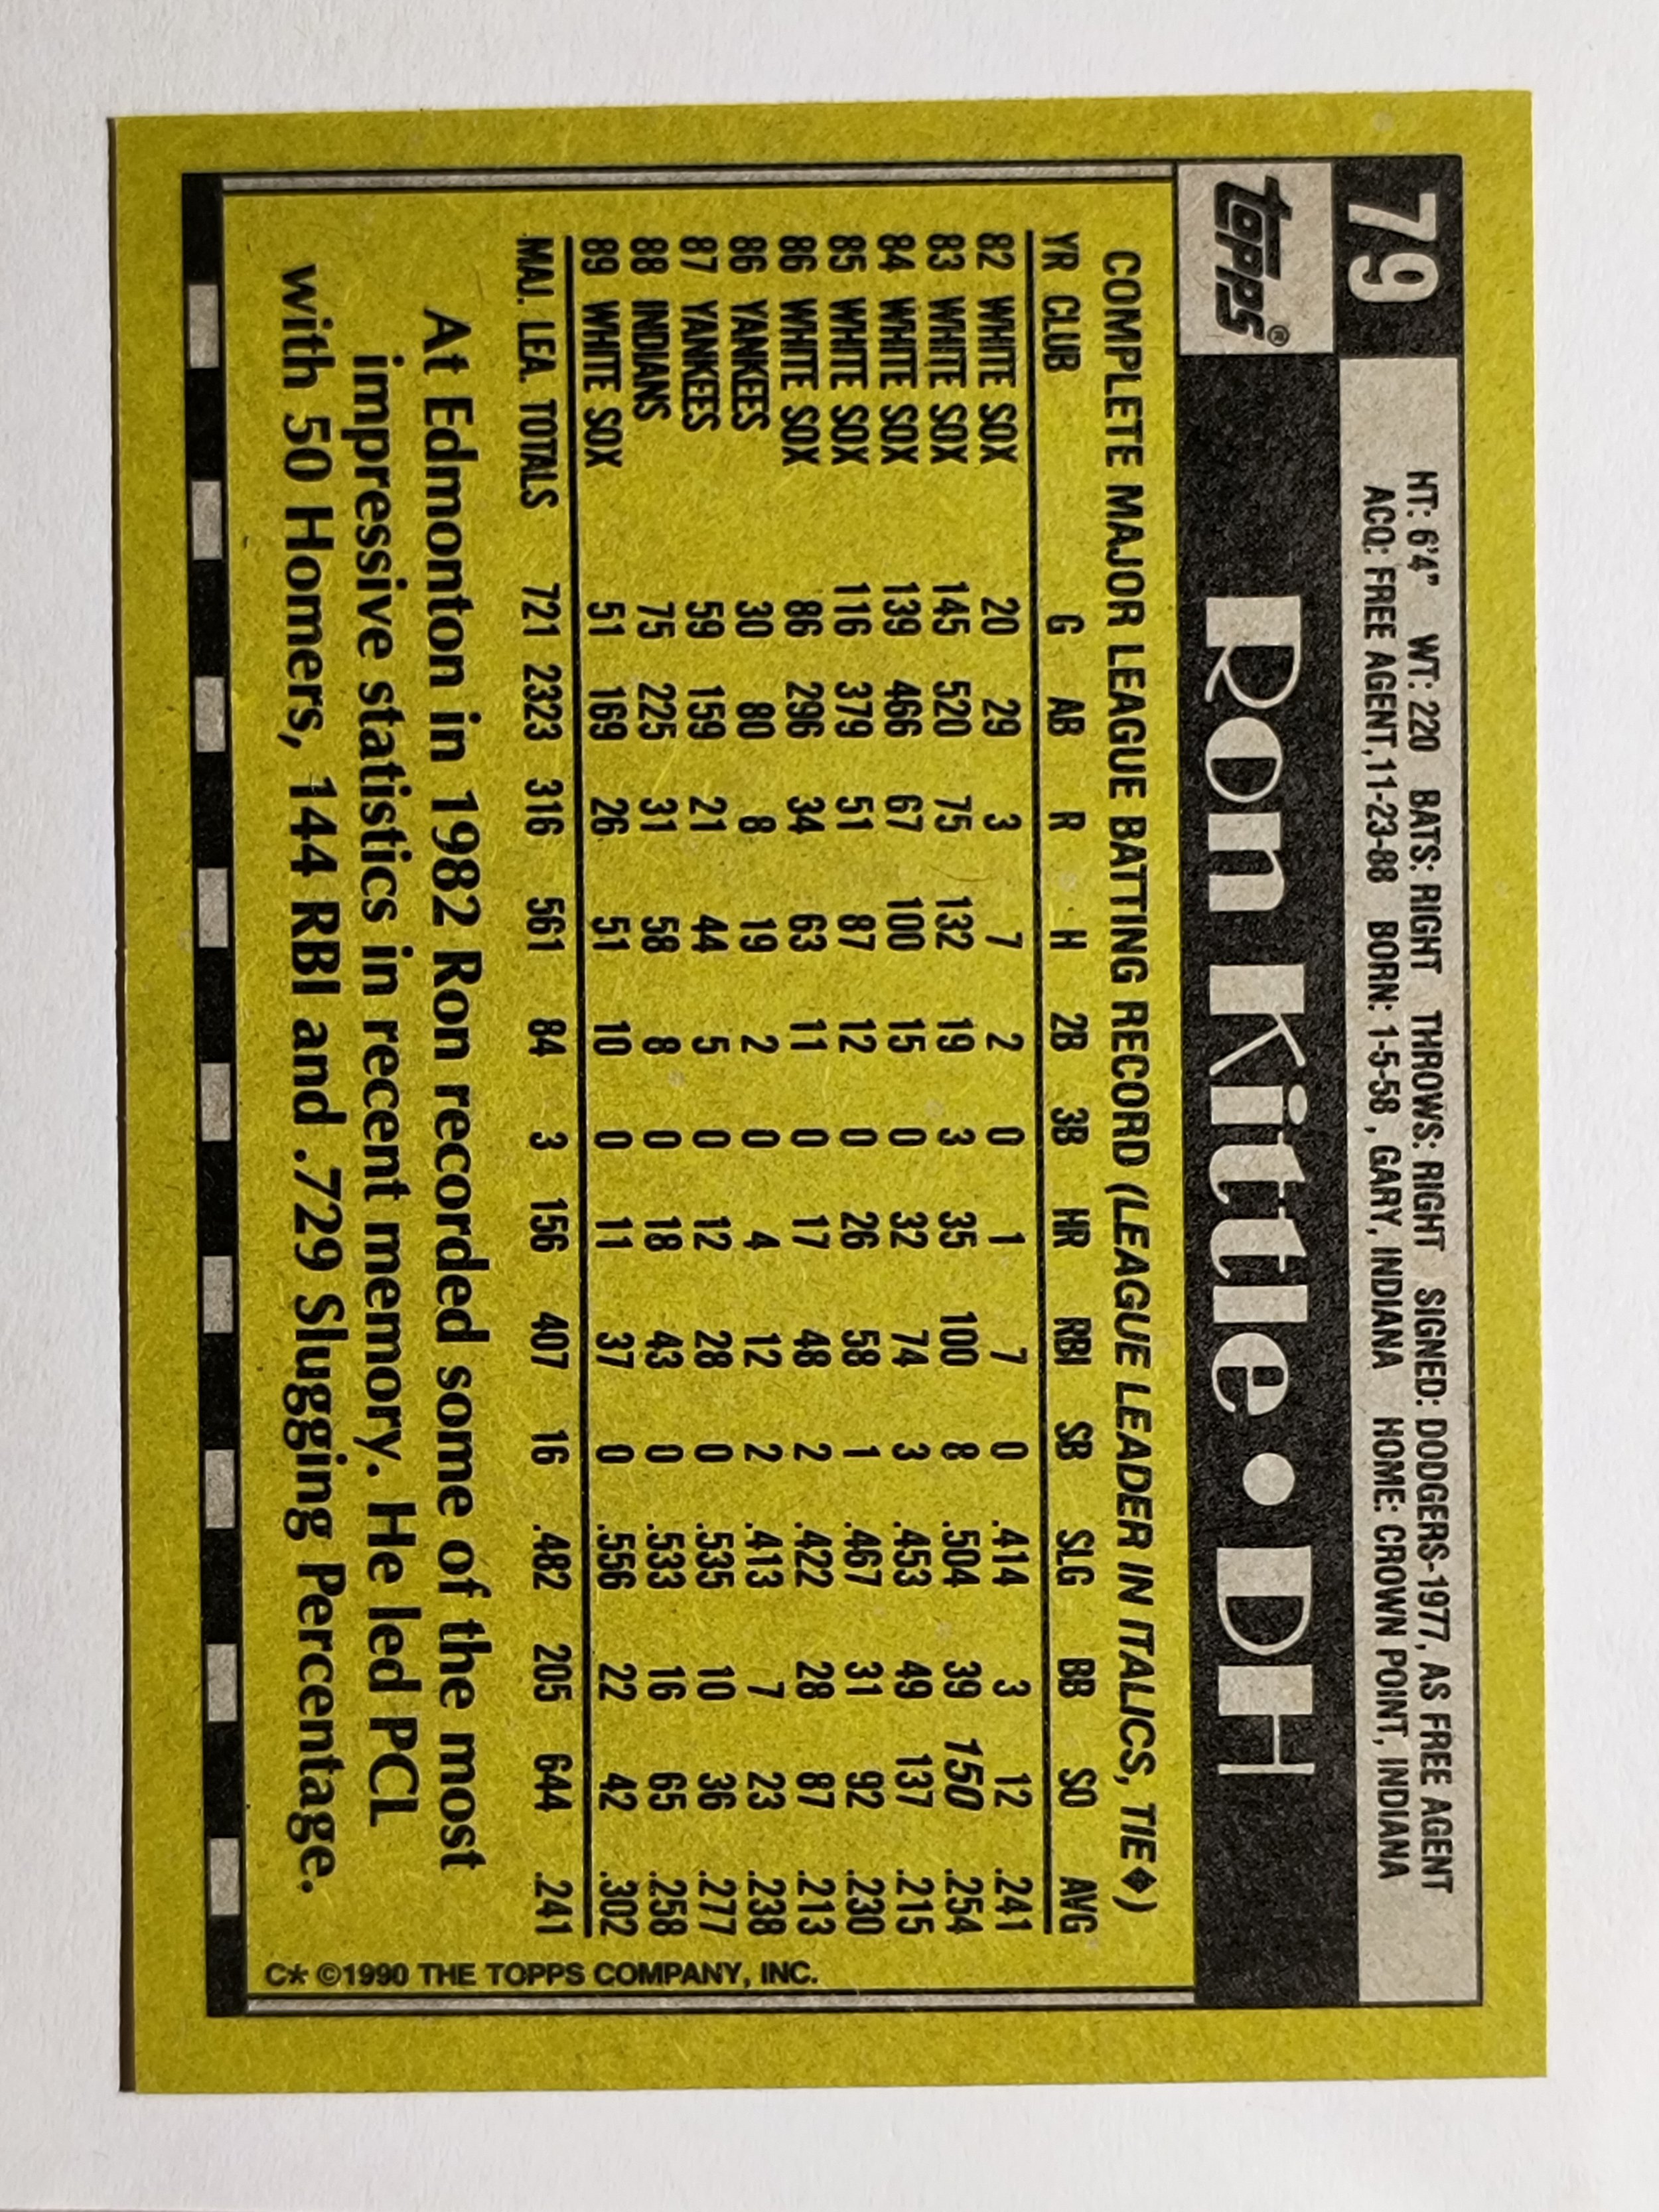 79
HT: 6'4" WT: 220 BATS: RIGHT THROWS: RIGHT SIGNED: DODGERS-1977, AS FREE AGENT
ACQ: FREE AGENT,11-23-88 BORN: 1-5-58, GARY, INDIANA HOME: CROWN POINT, INDIANA
topps®
Ron Kittle • DH
COMPLETE MAJOR LEAGUE BATTING RECORD (LEAGUE LEADER IN ITALICS, TIE◆)
YR CLUB G AB R H 2B 3B HR RBI SB SLG BB SO AVG
82 WHITE SOX 20 29 3 7 2 0 1 7 0 .414 3 12 .241
83 WHITE SOX 145 520 75 132 19 3 35 100 8 .504 39 150 .254
84 WHITE SOX 139 466 67 100 15 0 32 74 3 .453 49 137 .215
85 WHITE SOX 116 379 51 87 12 0 26 58 1 .467 31 92 .230
86 WHITE SOX 86 296 34 63 11 0 17 48 2 .422 28 87 .213
86 YANKEES 30 80 8 19 2 0 4 12 2 .413 7 23 .238
87 YANKEES 59 159 21 44 5 0 12 28 0 .535 10 36 .277
88 INDIANS 75 225 31 58 8 0 18 43 0 .533 16 65 .258
89 WHITE SOX 51 169 26 51 10 0 11 37 0 .556 22 42 .302
MAJ. LEA. TOTALS 721 2323 316 561 84 3 156 407 16 .482 205 644 .241
At Edmonton in 1982 Ron recorded some of the most
impressive statistics in recent memory. He led PCL
with 50 Homers, 144 RBI and .729 Slugging Percentage.
C* ©1990 THE TOPPS COMPANY, INC.